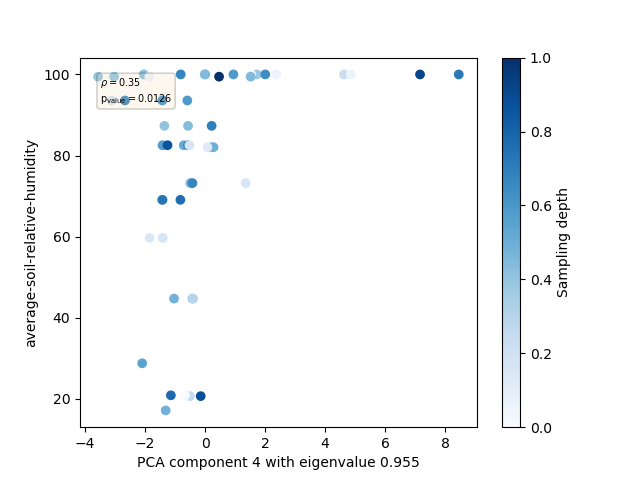 ρ = 0.35
p_value = 0.0126
100
80
60
40
20
average-soil-relative-humidity
−4 −2 0 2 4 6 8
PCA component 4 with eigenvalue 0.955
1.0
0.8
0.6
0.4
0.2
0.0
Sampling depth